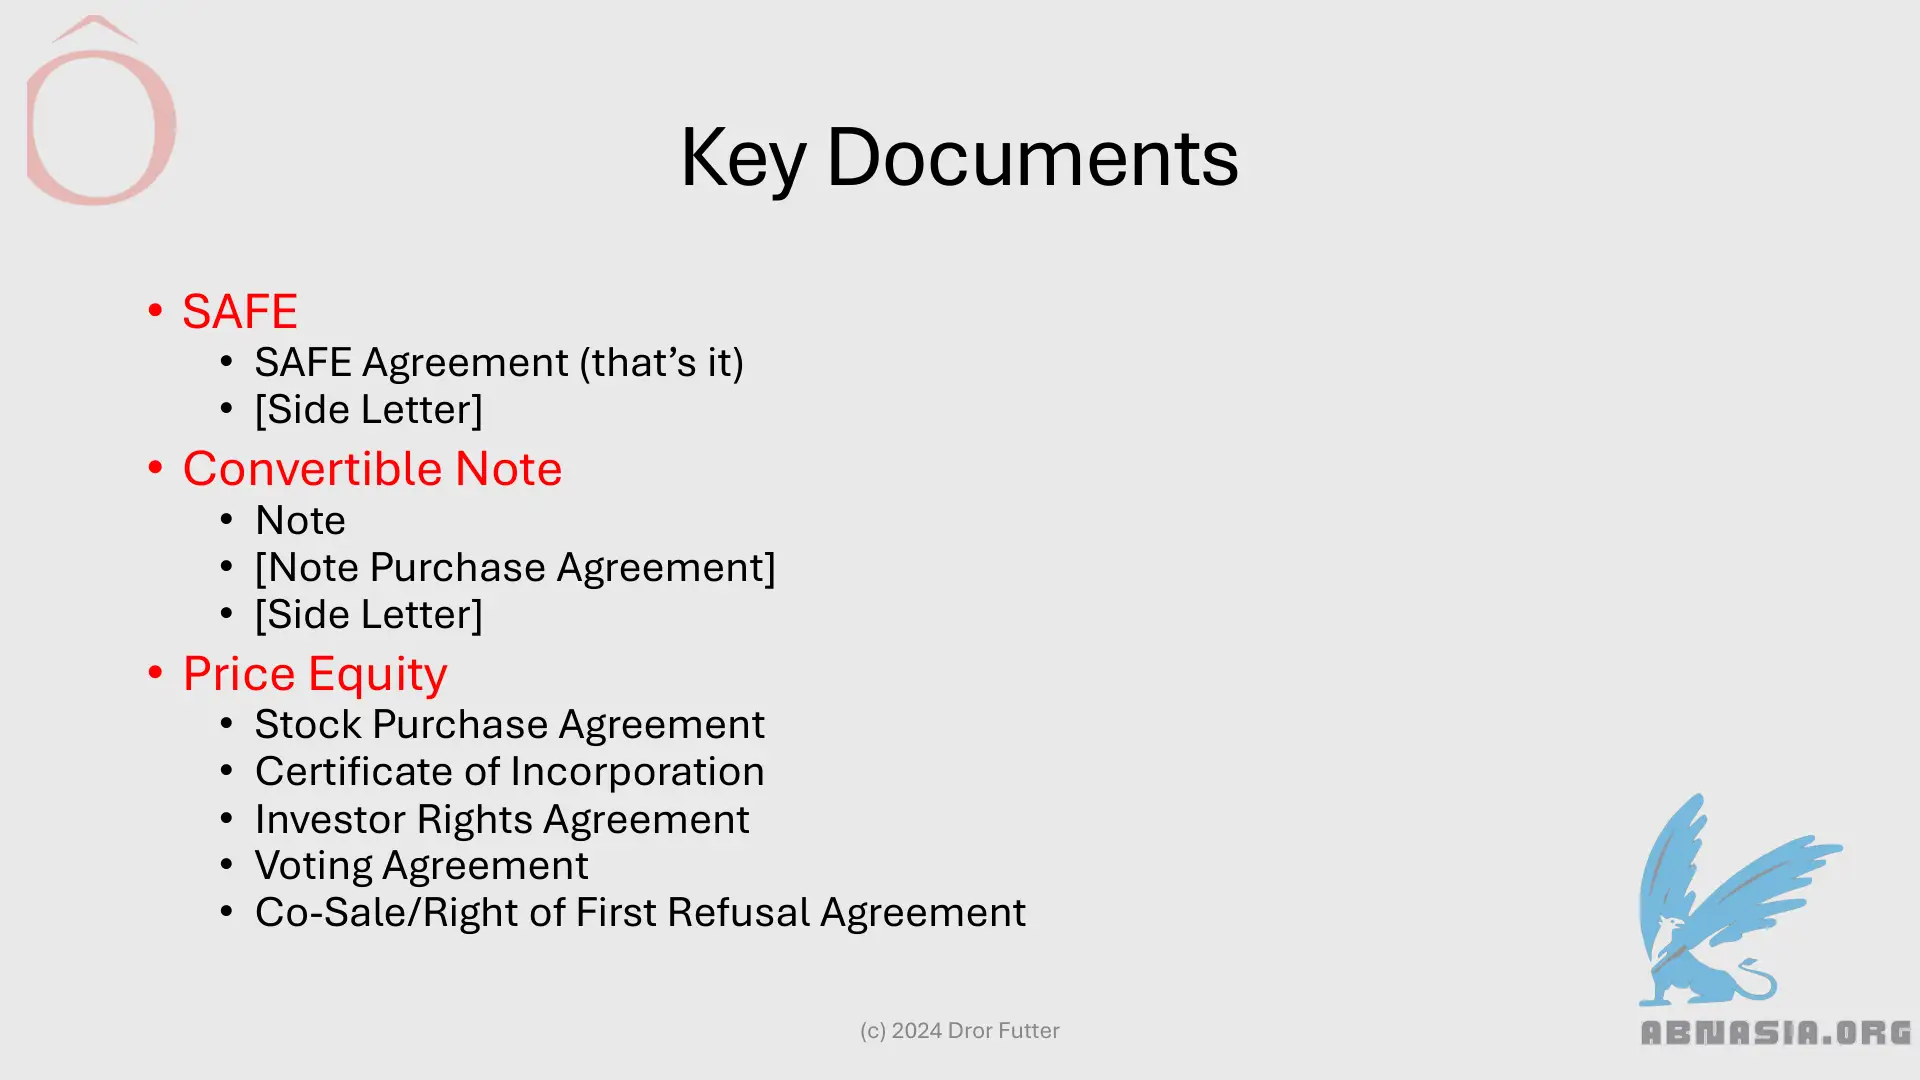 Ô
Key Documents
• SAFE
• SAFE Agreement (that’s it)
• [Side Letter]
• Convertible Note
• Note
• [Note Purchase Agreement]
• [Side Letter]
• Price Equity
• Stock Purchase Agreement
• Certificate of Incorporation
• Investor Rights Agreement
• Voting Agreement
• Co-Sale/Right of First Refusal Agreement
(c) 2024 Dror Futter
ABNASIA.ORG